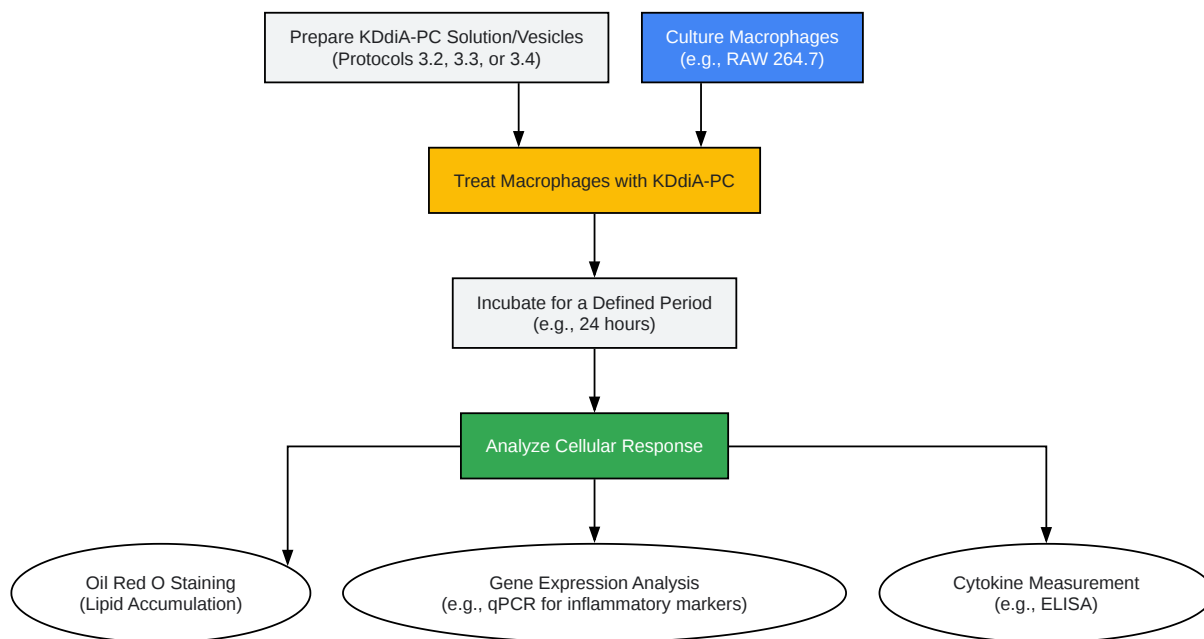 Prepare KDdiA-PC Solution/Vesicles
(Protocols 3.2, 3.3, or 3.4)
Culture Macrophages
(e.g., RAW 264.7)
Treat Macrophages with KDdiA-PC
Incubate for a Defined Period
(e.g., 24 hours)
Analyze Cellular Response
Oil Red O Staining
(Lipid Accumulation)
Gene Expression Analysis
(e.g., qPCR for inflammatory markers)
Cytokine Measurement
(e.g., ELISA)